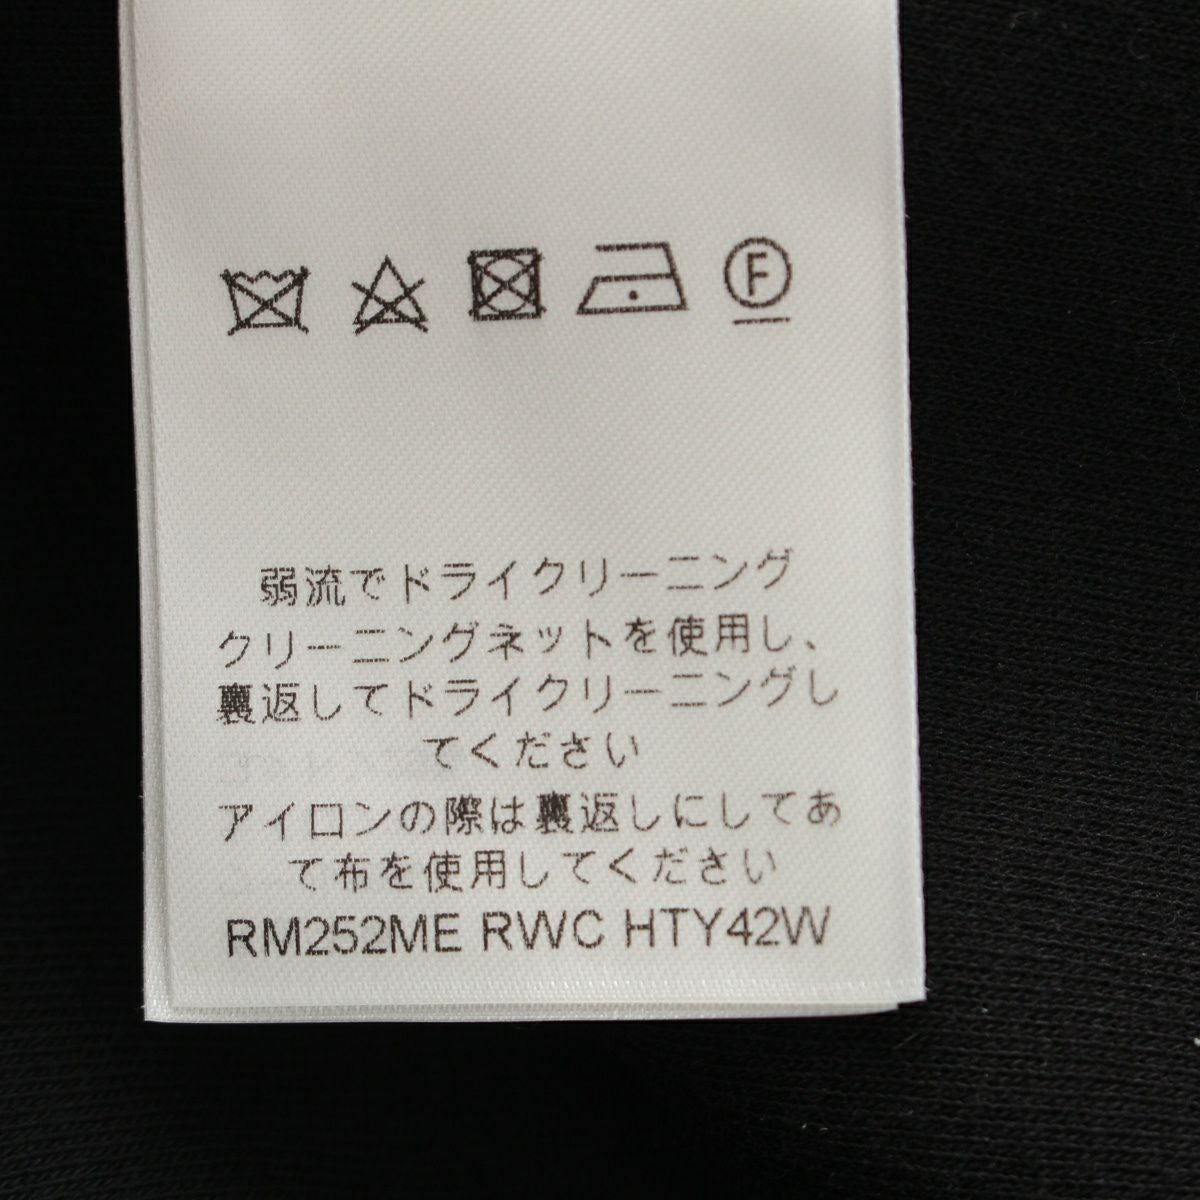 F
弱流でドライクリーニング
クリーニングネットを使用し、
裏返してドライクリーニングし
てください
アイロンの際は裏返しにしてあ
て布を使用してください
RM252ME RWC HTY42W